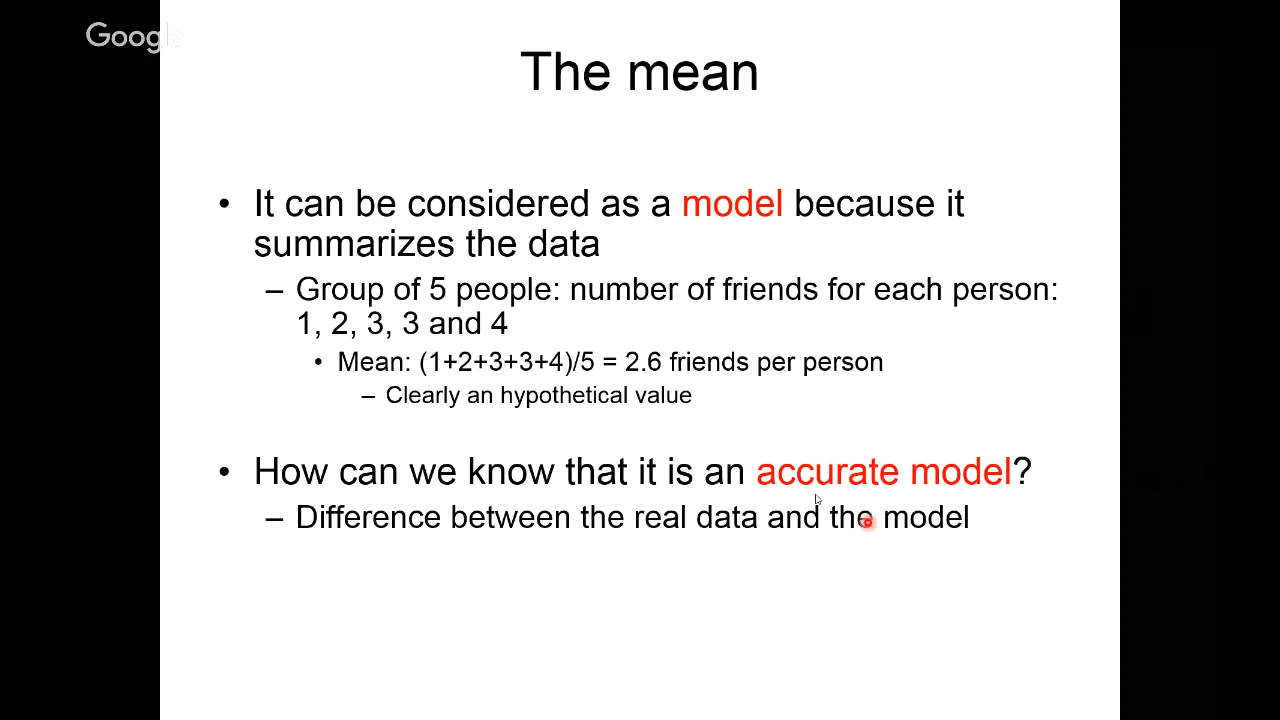 Google
The mean
• It can be considered as a model because it
summarizes the data
– Group of 5 people: number of friends for each person:
1, 2, 3, 3 and 4
• Mean: (1+2+3+3+4)/5 = 2.6 friends per person
– Clearly an hypothetical value
• How can we know that it is an accurate model?
– Difference between the real data and the model